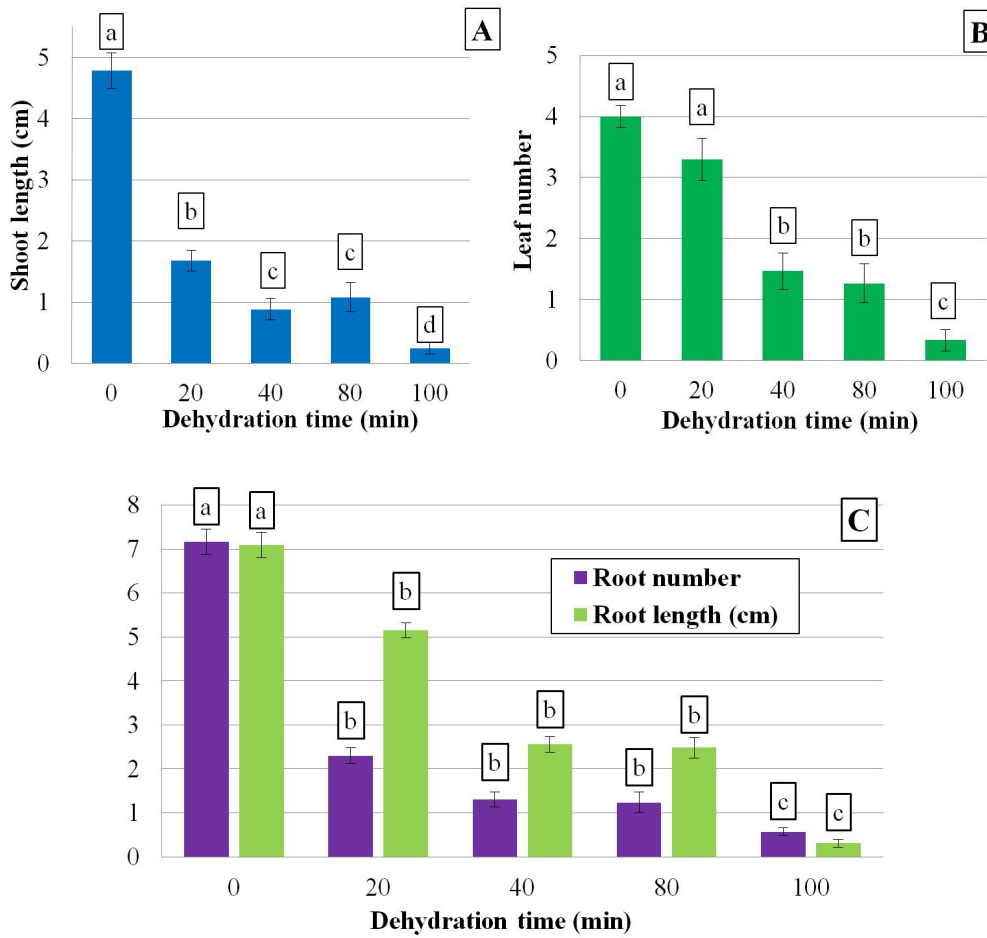 A
a
5
b
4
3
c
c
2
d
1
0
Shoot length (cm)
0 20 40 80 100
Dehydration time (min)
B
5
a
a
4
3
b
b
2
c
1
0
Leaf number
0 20 40 80 100
Dehydration time (min)
C
8
a a
7
6
b
5
4
b
b
b
3
b
b
2
c c
1
0
Root number
Root length (cm)
0 20 40 80 100
Dehydration time (min)